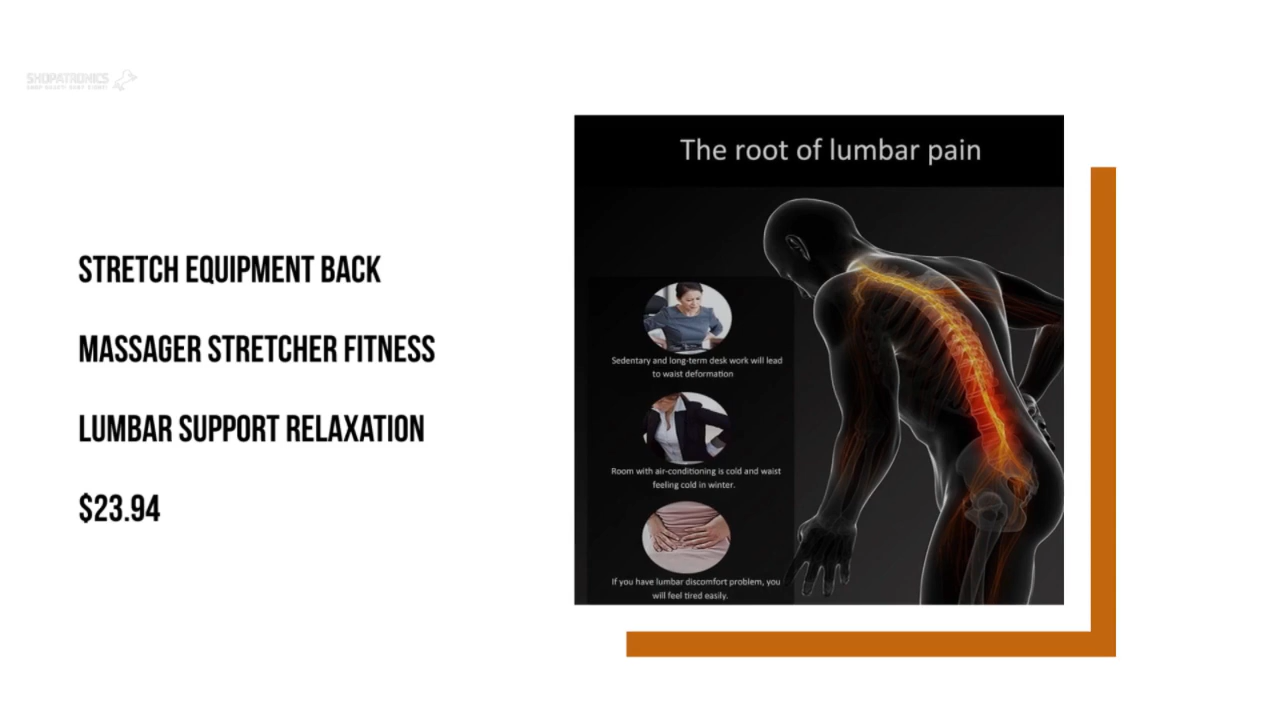 SHOPATRONICS
STRETCH EQUIPMENT BACK
MASSAGER STRETCHER FITNESS
LUMBAR SUPPORT RELAXATION
$23.94
The root of lumbar pain
Sedentary and long-term desk work will lead
to waist deformation
Room with air-conditioning is cold and waist
feeling cold in winter.
If you have lumbar discomfort problem, you
will feel tired easily.